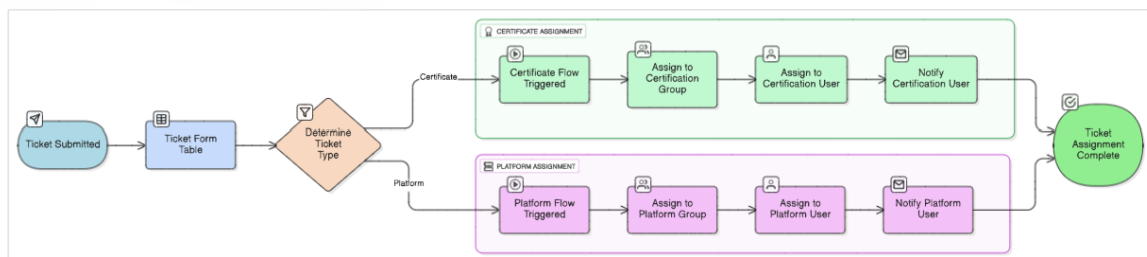 Ticket Submitted
Ticket Form
Table
Determine
Ticket
Type
Certificate
Platform
CERTIFICATE ASSIGNMENT
Certificate Flow
Triggered
Assign to
Certification
Group
Assign to
Certification User
Notify
Certification User
PLATFORM ASSIGNMENT
Platform Flow
Triggered
Assign to
Platform Group
Assign to
Platform User
Notify Platform
User
Ticket
Assignment
Complete